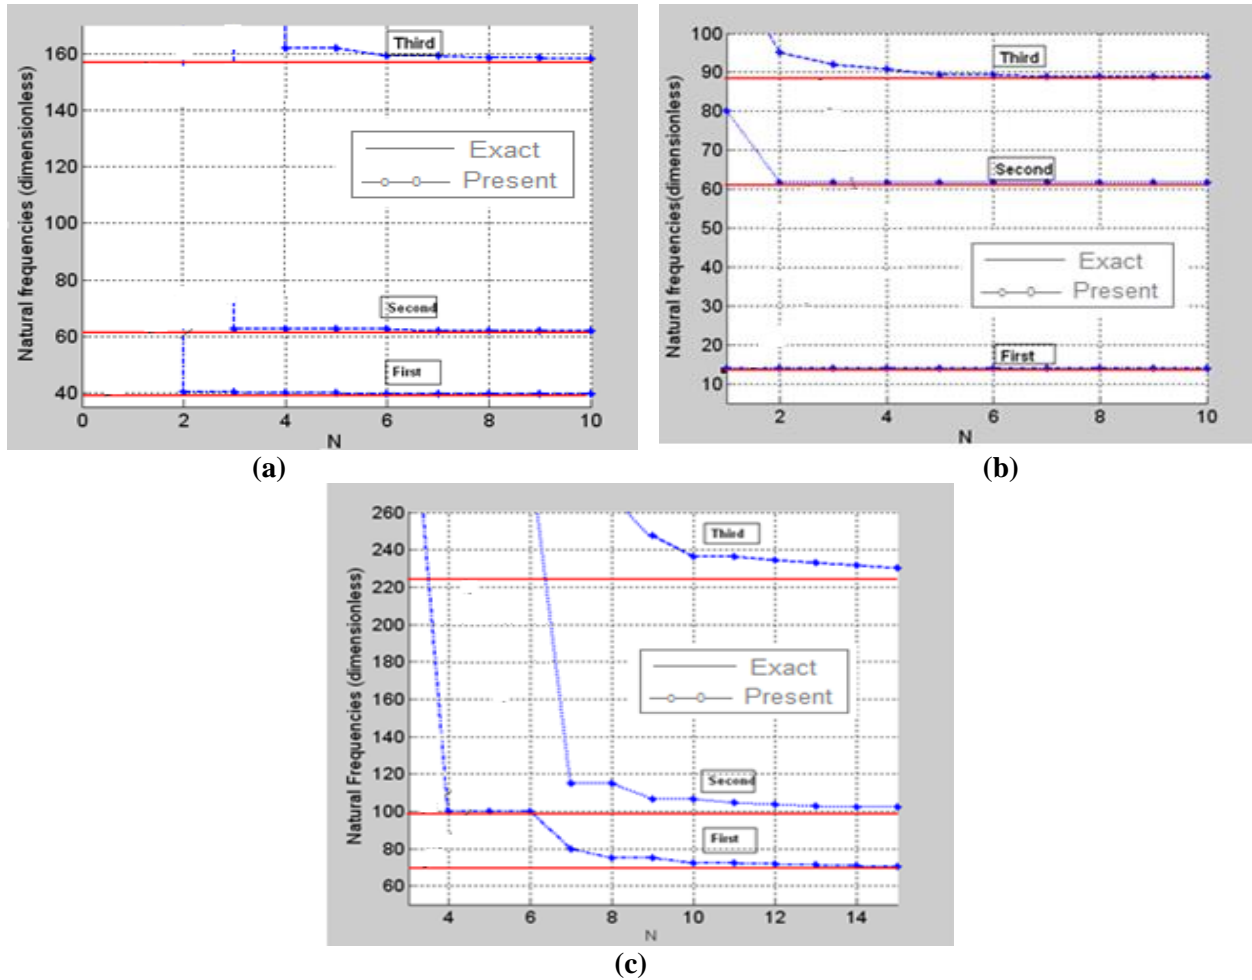 Natural frequencies (dimensionless)
160
140
120
100
80
60
40
0
2
4
6
8
10
N
Third
Exact
Present
Second
First
(a)
Natural frequencies(dimensionless)
100
90
80
70
60
50
40
30
20
10
2
4
6
8
10
N
Third
Second
Exact
Present
First
(b)
Natural Frequencies (dimensionless)
260
240
220
200
180
160
140
120
100
80
60
4
6
8
10
12
14
N
Third
Exact
Present
Second
First
(c)